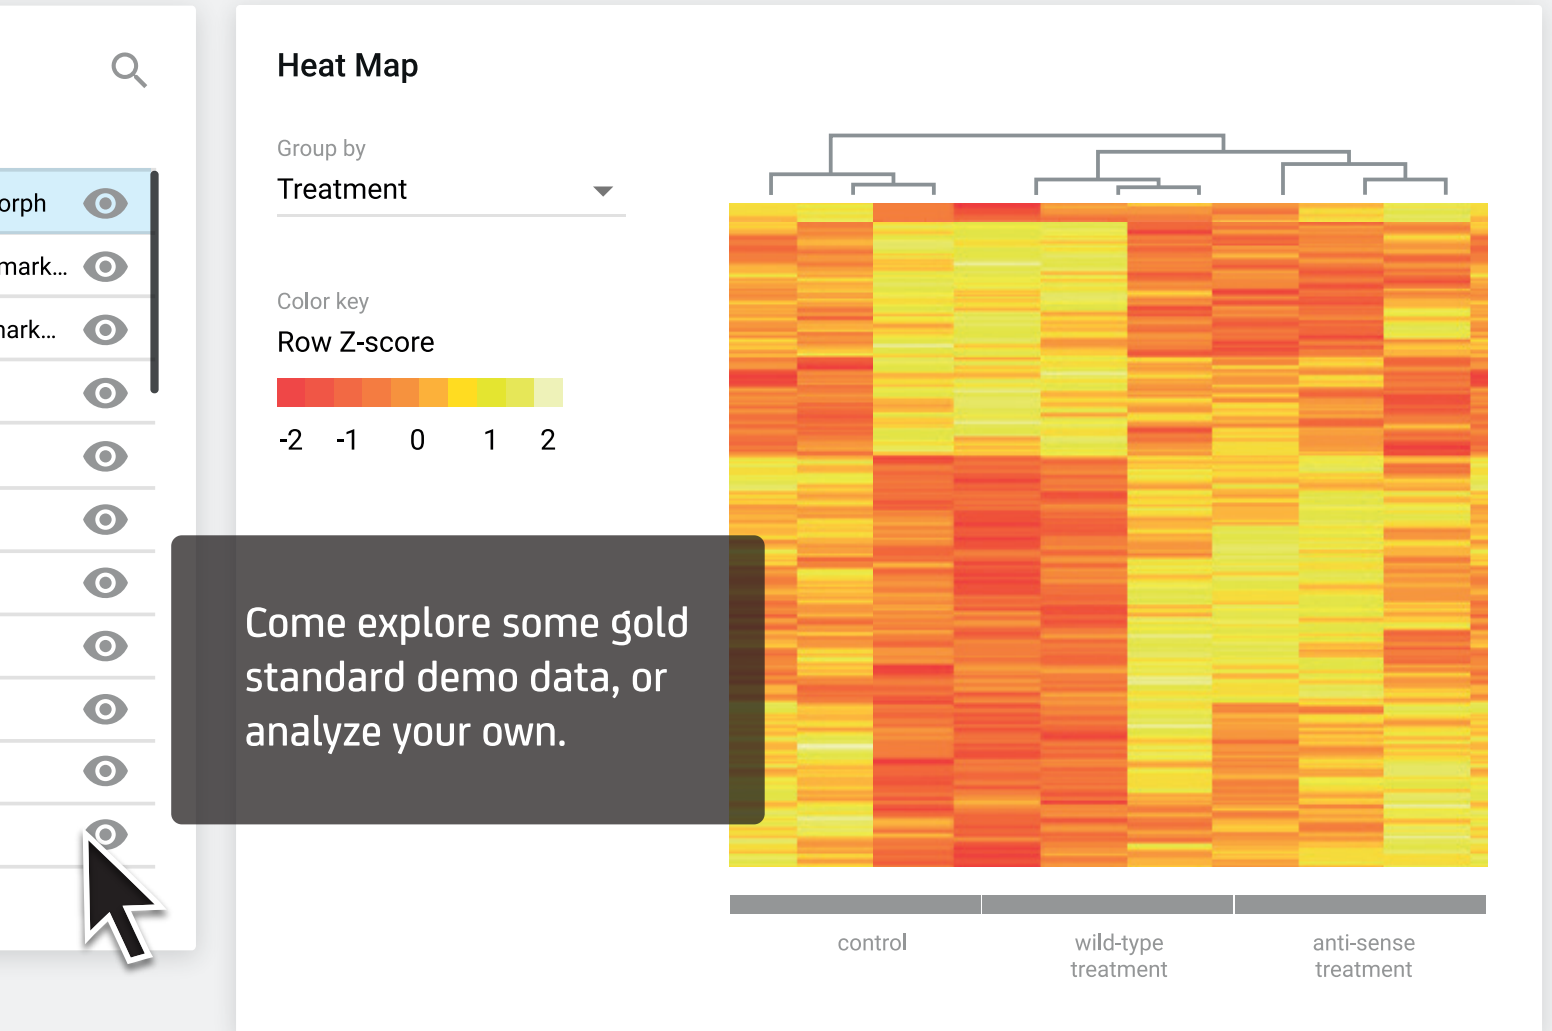 orph
mark...
nark...
Heat Map
Group by
Treatment
Color key
Row Z-score
-2 -1 0 1 2
Come explore some gold
standard demo data, or
analyze your own.
control
wild-type
treatment
anti-sense
treatment